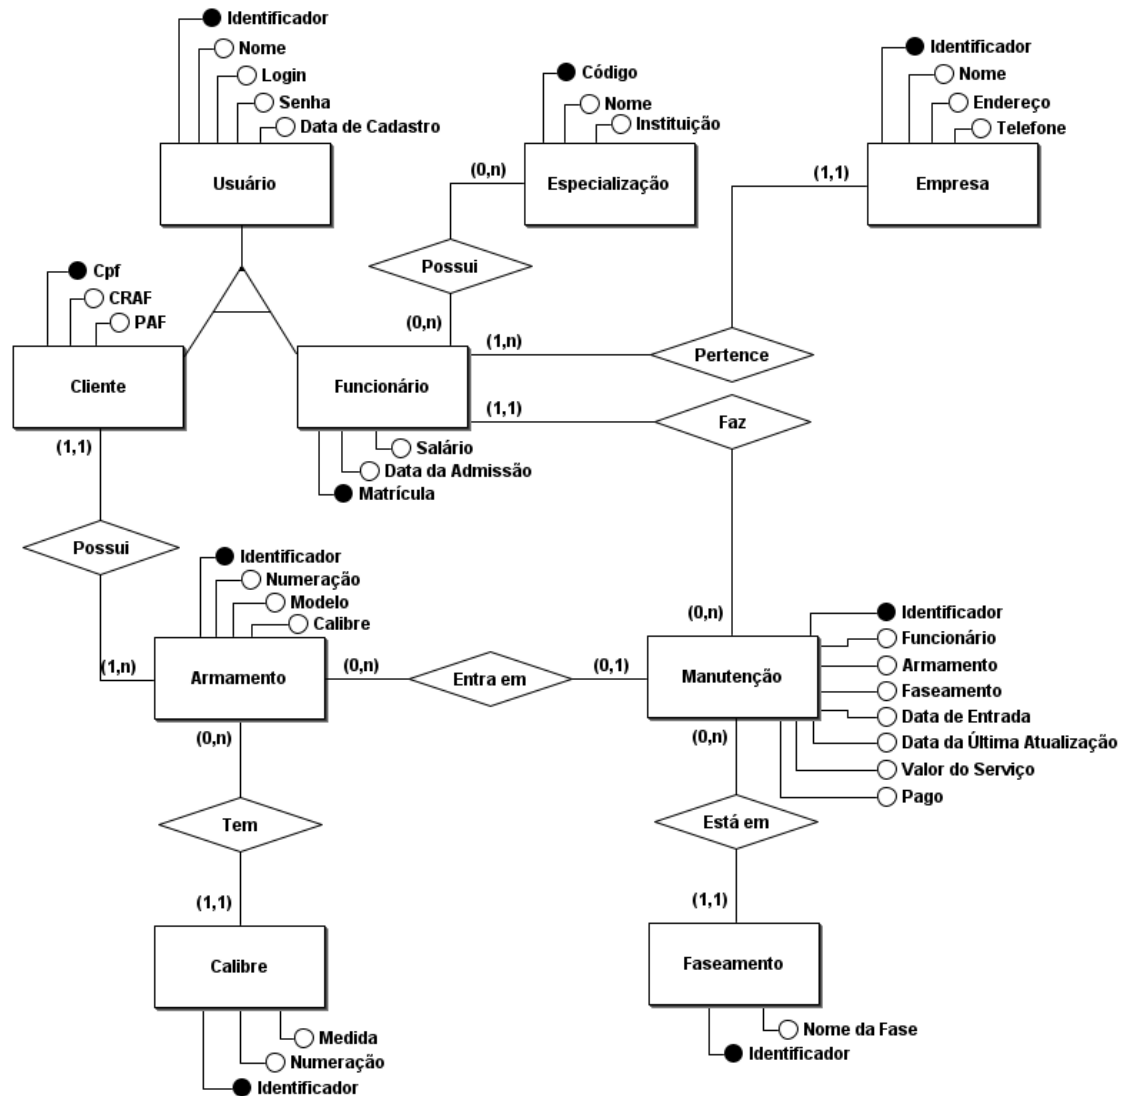 Identificador
Nome
Login
Senha
Data de Cadastro
Usuário
Código
Nome
Instituição
(0,n)
Especialização
Identificador
Nome
Endereço
Telefone
(1,1)
Empresa
Possui
Cpf
CRAF
PAF
Cliente
(0,n)
Funcionário
(1,n)
Pertence
(1,1)
Faz
Salário
Data da Admissão
Matrícula
(1,1)
Possui
Identificador
Numeração
Modelo
Calibre
(1,n)
Armamento
(0,n)
Entra em
(0,1)
(0,n)
Manutenção
Identificador
Funcionário
Armamento
Faseamento
Data de Entrada
Data da Última Atualização
Valor do Serviço
Pago
(0,n)
Tem
(1,1)
Calibre
Medida
Numeração
Identificador
(0,n)
Está em
(1,1)
Faseamento
Nome da Fase
Identificador